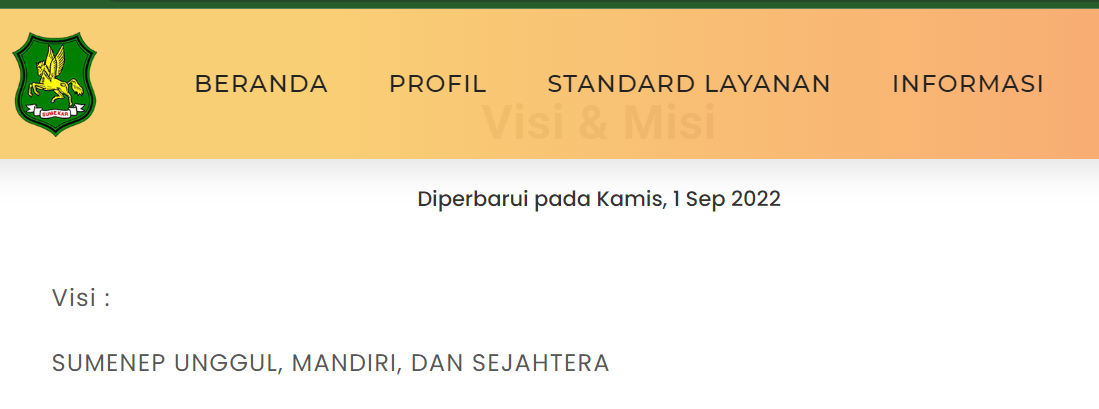 BERANDA PROFIL STANDARD LAYANAN INFORMASI
Visi & Misi
SUMEKAR
Diperbarui pada Kamis, 1 Sep 2022
Visi :
SUMENEP UNGGUL, MANDIRI, DAN SEJAHTERA